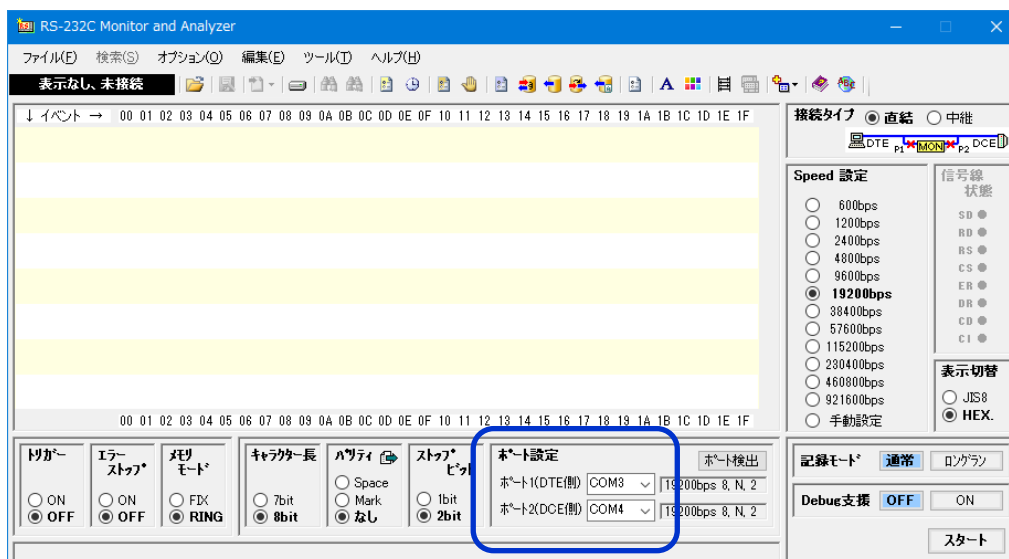 RS-232C Monitor and Analyzer
ファイル(F) 検索(S) オプション(O) 編集(E) ツール(T) ヘルプ(H)
表示なし、未接続
↓ イベント → 00 01 02 03 04 05 06 07 08 09 0A 0B 0C 0D 0E 0F 10 11 12 13 14 15 16 17 18 19 1A 1B 1C 1D 1E 1F
00 01 02 03 04 05 06 07 08 09 0A 0B 0C 0D 0E 0F 10 11 12 13 14 15 16 17 18 19 1A 1B 1C 1D 1E 1F
接続タイプ 直結 中継
DTE P1 MON P2 DCE
Speed 設定
600bps
1200bps
2400bps
4800bps
9600bps
19200bps
38400bps
57600bps
115200bps
230400bps
460800bps
921600bps
手動設定
信号線
状態
SD
RD
RS
CS
ER
DR
CD
CI
表示切替
JIS8
HEX.
トリガー
ON
OFF
エラー
ストップ
ON
OFF
メモリ
モード
FIX
RING
キャラクター長
7bit
8bit
パリティ
Space
Mark
なし
ストップ
ビット
1bit
2bit
ポート設定 ポート検出
ポート1(DTE側) COM3 19200bps 8, N, 2
ポート2(DCE側) COM4 19200bps 8, N, 2
記録モード 通常 ロングラン
Debug支援 OFF ON
スタート